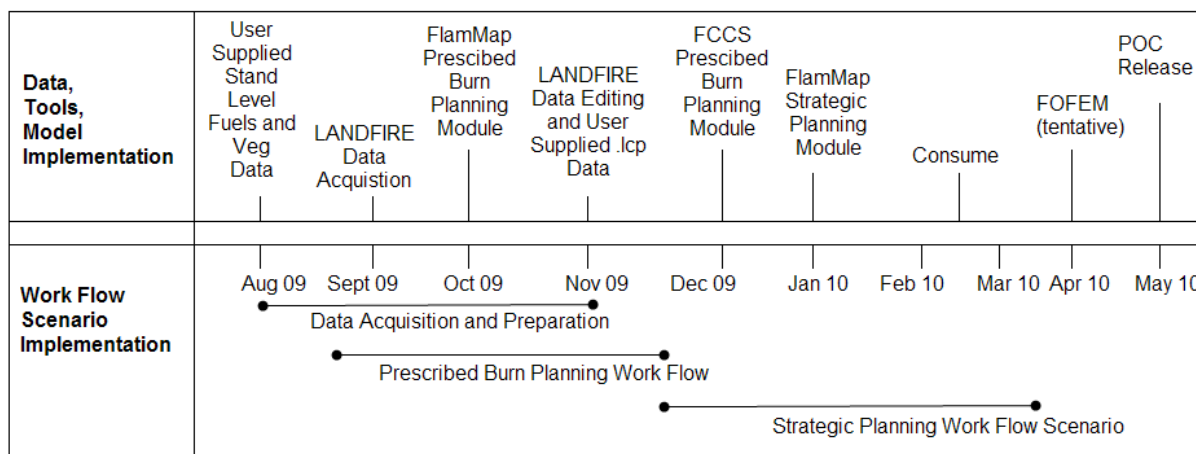 Data,
Tools,
Model
Implementation
User
Supplied
Stand
Level
Fuels and
Veg
Data
LANDFIRE
Data
Acquistion
FlamMap
Prescibed
Burn
Planning
Module
LANDFIRE
Data Editing
and User
Supplied .lcp
Data
FCCS
Prescibed
Burn
Planning
Module
FlamMap
Strategic
Planning
Module
Consume
FOFEM
(tentative)
POC
Release
Work Flow
Scenario
Implementation
Aug 09 Sept 09 Oct 09 Nov 09 Dec 09 Jan 10 Feb 10 Mar 10 Apr 10 May 10
Data Acquisition and Preparation
Prescribed Burn Planning Work Flow
Strategic Planning Work Flow Scenario